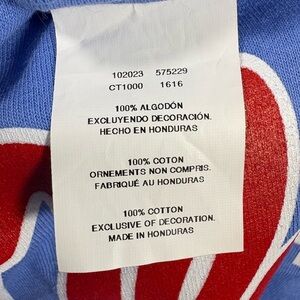 102023 575229
CT1000 1616
100% ALGODÓN
EXCLUYENDO DECORACIÓN.
HECHO EN HONDURAS
100% COTON
ORNEMENTS NON COMPRIS.
FABRIQUÉ AU HONDURAS
100% COTTON
EXCLUSIVE OF DECORATION.
MADE IN HONDURAS